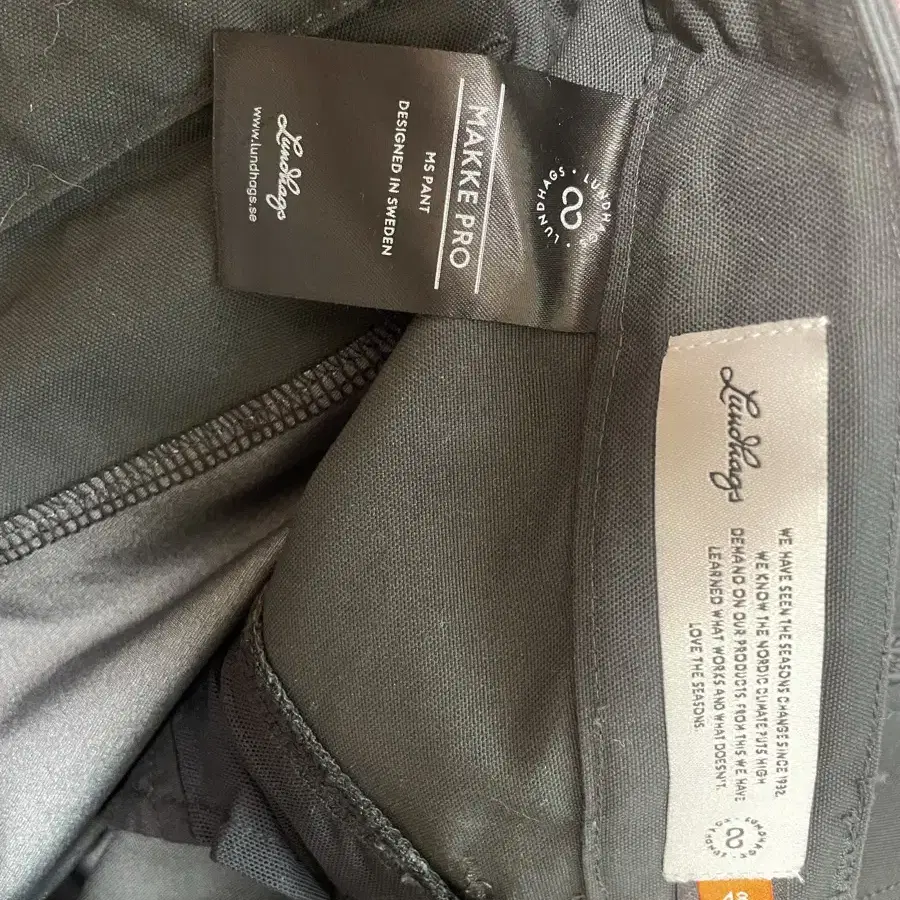 LUNDHAGS · LUNDHAGS ·
MAKKE PRO
MS PANT
DESIGNED IN SWEDEN
Lundhags
www.lundhags.se
Lundhags
WE HAVE SEEN THE SEASONS CHANGE SINCE 1932.
WE KNOW THE NORDIC CLIMATE PUTS HIGH
DEMAND ON OUR PRODUCTS. FROM THIS WE HAVE
LEARNED WHAT WORKS AND WHAT DOESN'T.
LOVE THE SEASONS.